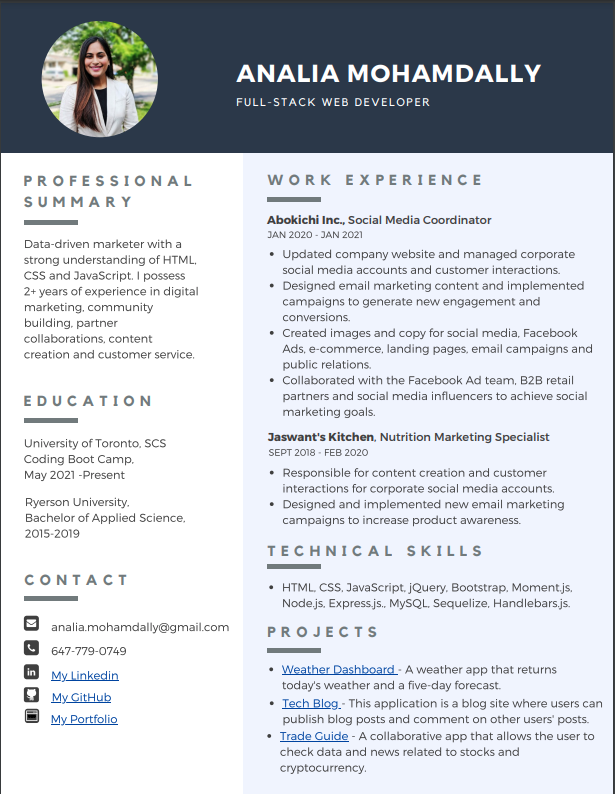 ANALIA MOHAMDALLY
FULL-STACK WEB DEVELOPER
PROFESSIONAL
SUMMARY
Data-driven marketer with a
strong understanding of HTML,
CSS and JavaScript. I possess
2+ years of experience in digital
marketing, community
building, partner
collaborations, content
creation and customer service.
EDUCATION
University of Toronto, SCS
Coding Boot Camp,
May 2021 -Present
Ryerson University,
Bachelor of Applied Science,
2015-2019
CONTACT
analia.mohamdally@gmail.com
647-779-0749
My Linkedin
My GitHub
My Portfolio
WORK EXPERIENCE
Abokichi Inc., Social Media Coordinator
JAN 2020 - JAN 2021
• Updated company website and managed corporate
social media accounts and customer interactions.
• Designed email marketing content and implemented
campaigns to generate new engagement and
conversions.
• Created images and copy for social media, Facebook
Ads, e-commerce, landing pages, email campaigns and
public relations.
• Collaborated with the Facebook Ad team, B2B retail
partners and social media influencers to achieve social
marketing goals.
Jaswant's Kitchen, Nutrition Marketing Specialist
SEPT 2018 - FEB 2020
• Responsible for content creation and customer
interactions for corporate social media accounts.
• Designed and implemented new email marketing
campaigns to increase product awareness.
TECHNICAL SKILLS
• HTML, CSS, JavaScript, jQuery, Bootstrap, Moment.js,
Node.js, Express.js., MySQL, Sequelize, Handlebars.js.
PROJECTS
• Weather Dashboard - A weather app that returns
today's weather and a five-day forecast.
• Tech Blog - This application is a blog site where users can
publish blog posts and comment on other users' posts.
• Trade Guide - A collaborative app that allows the user to
check data and news related to stocks and
cryptocurrency.